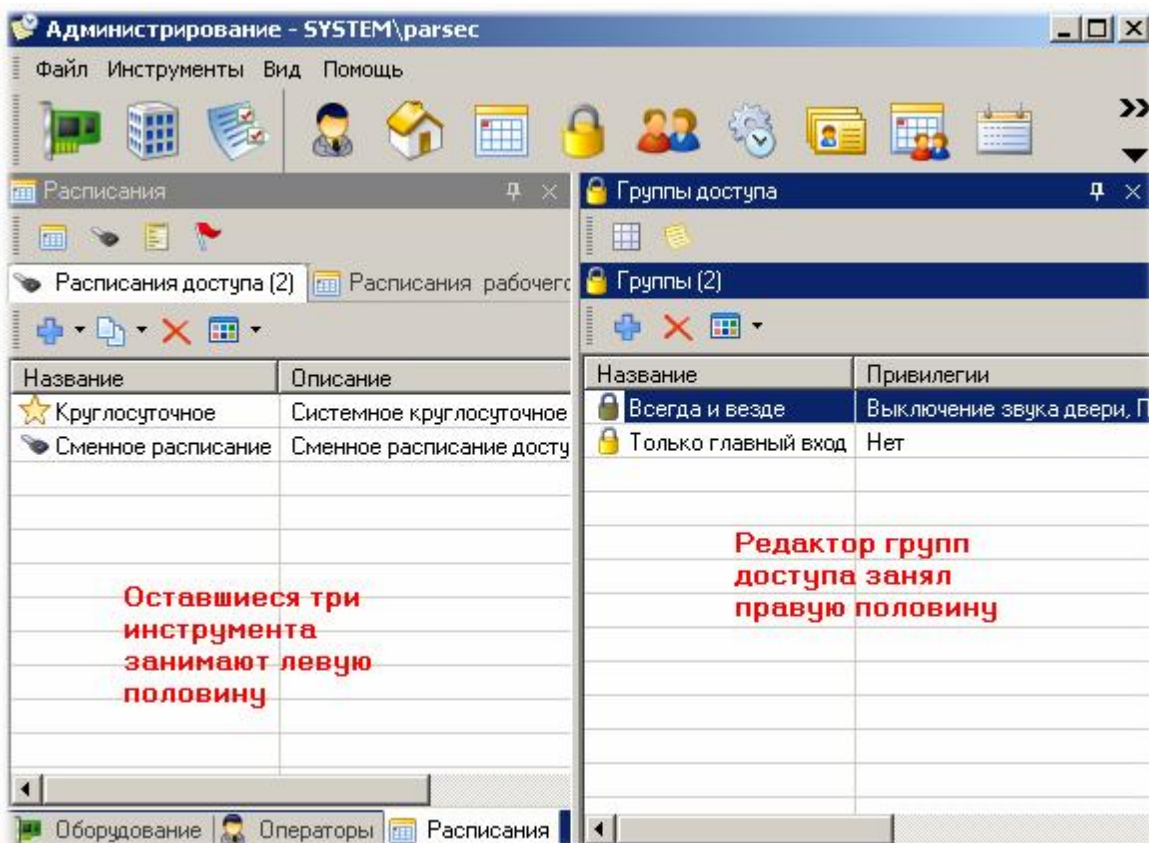 Администрирование - SYSTEM\parsec
Файл Инструменты Вид Помощь
Расписания
Расписания доступа (2)
Расписания рабочего
Название Описание
Круглосуточное Системное круглосуточное
Сменное расписание Сменное расписание досту
Оставшиеся три
инструмента
занимают левую
половину
Оборудование Операторы Расписания
Группы доступа
Группы (2)
Название Привилегии
Всегда и везде Выключение звука двери, П
Только главный вход Нет
Редактор групп
доступа занял
правую половину